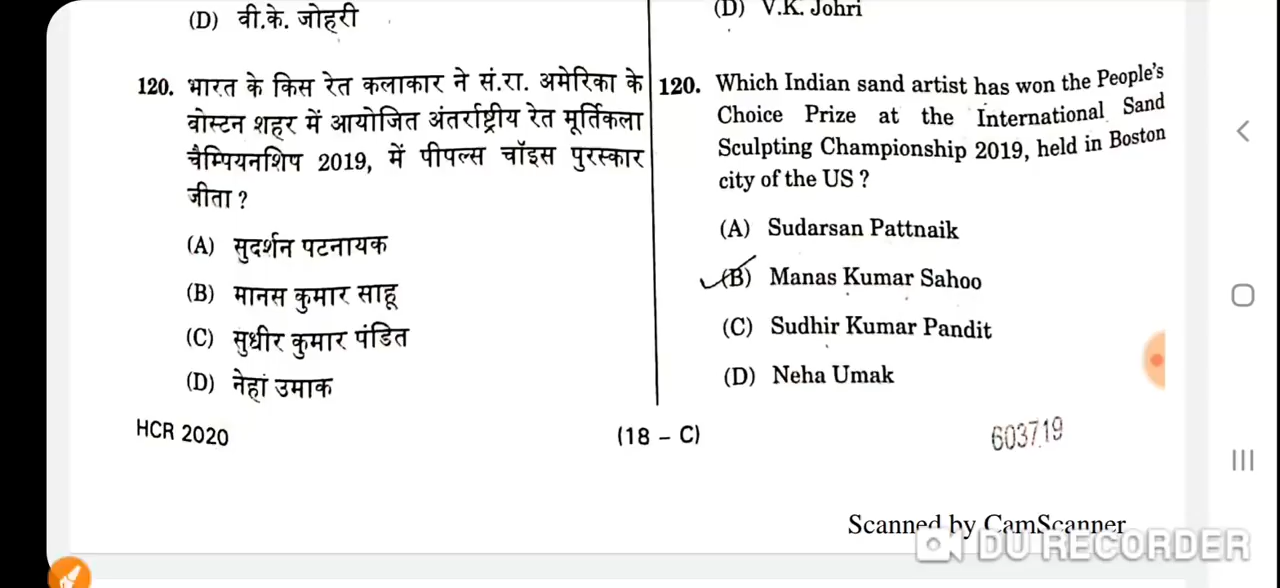 (D) वी.के. जोहरी
120. भारत के किस रेत कलाकार ने सं.रा. अमेरिका के
बोस्टन शहर में आयोजित अंतर्राष्ट्रीय रेत मूर्तिकला
चैम्पियनशिप 2019, में पीपल्स चॉइस पुरस्कार
जीता ?
(A) सुदर्शन पटनायक
(B) मानस कुमार साहू
(C) सुधीर कुमार पंडित
(D) नेहां उमाक
(D) V.K. Johri
120. Which Indian sand artist has won the People's
Choice Prize at the International Sand
Sculpting Championship 2019, held in Boston
city of the US ?
(A) Sudarsan Pattnaik
(B) Manas Kumar Sahoo
(C) Sudhir Kumar Pandit
(D) Neha Umak
HCR 2020
(18 – C)
603719
Scanned by CamScanner
DU RECORDER